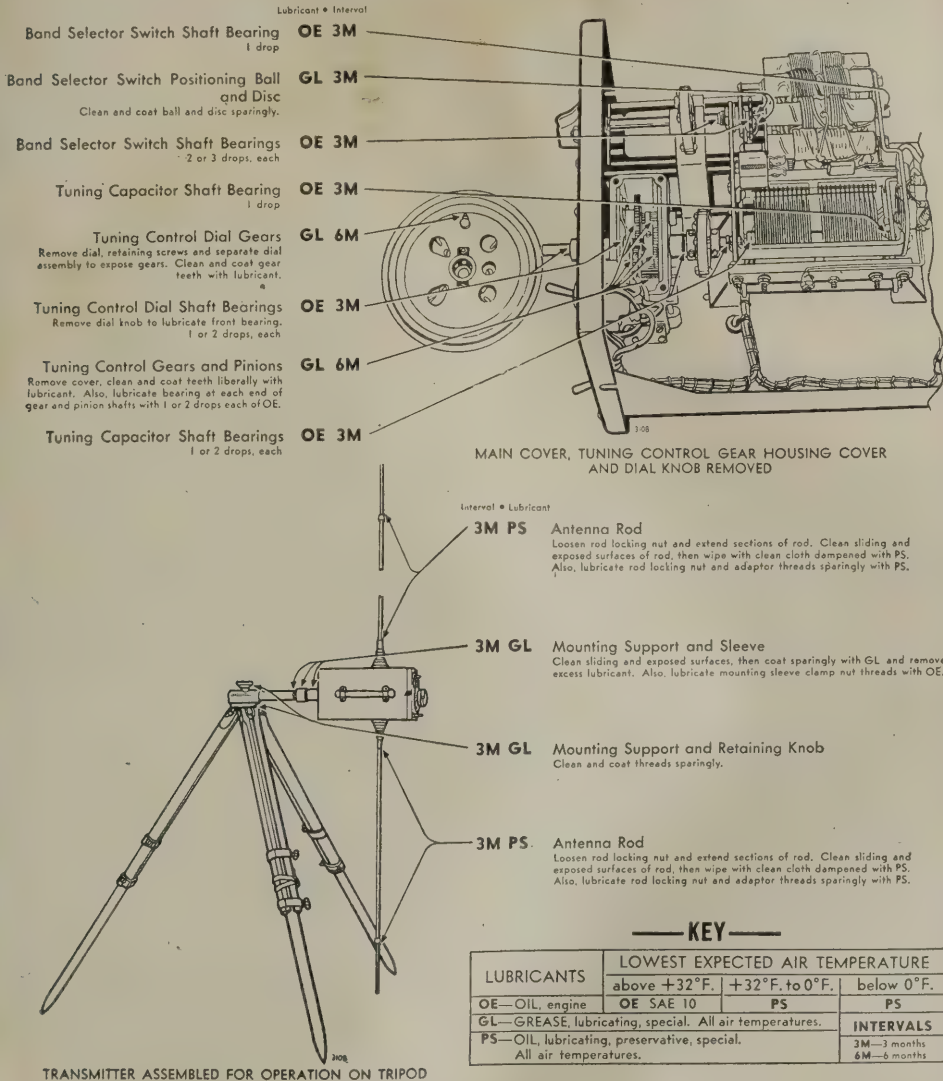 Lubricant • Interval
Band Selector Switch Shaft Bearing OE 3M
1 drop
Band Selector Switch Positioning Ball GL 3M
and Disc
Clean and coat ball and disc sparingly.
Band Selector Switch Shaft Bearings OE 3M
2 or 3 drops, each
Tuning Capacitor Shaft Bearing OE 3M
1 drop
Tuning Control Dial Gears GL 6M
Remove dial, retaining screws and separate dial
assembly to expose gears. Clean and coat gear
teeth with lubricant.
Tuning Control Dial Shaft Bearings OE 3M
Remove dial knob to lubricate front bearing.
1 or 2 drops, each
Tuning Control Gears and Pinions GL 6M
Remove cover, clean and coat teeth liberally with
lubricant. Also, lubricate bearing at each end of
gear and pinion shafts with 1 or 2 drops each of OE.
Tuning Capacitor Shaft Bearings OE 3M
1 or 2 drops, each
MAIN COVER, TUNING CONTROL GEAR HOUSING COVER
AND DIAL KNOB REMOVED
Interval • Lubricant
3M PS Antenna Rod
Loosen rod locking nut and extend sections of rod. Clean sliding and
exposed surfaces of rod, then wipe with clean cloth dampened with PS.
Also, lubricate rod locking nut and adaptor threads sparingly with PS.
3M GL Mounting Support and Sleeve
Clean sliding and exposed surfaces, then coat sparingly with GL and remove
excess lubricant. Also, lubricate mounting sleeve clamp nut threads with OE.
3M GL Mounting Support and Retaining Knob
Clean and coat threads sparingly.
3M PS Antenna Rod
Loosen rod locking nut and extend sections of rod. Clean sliding and
exposed surfaces of rod, then wipe with clean cloth dampened with PS.
Also, lubricate rod locking nut and adaptor threads sparingly with PS.
TRANSMITTER ASSEMBLED FOR OPERATION ON TRIPOD
KEY
LUBRICANTS LOWEST EXPECTED AIR TEMPERATURE
above +32°F. +32°F. to 0°F. below 0°F.
OE—OIL, engine OE SAE 10 PS PS
GL—GREASE, lubricating, special. All air temperatures. INTERVALS
PS—OIL, lubricating, preservative, special. 3M—3 months
All air temperatures. 6M—6 months